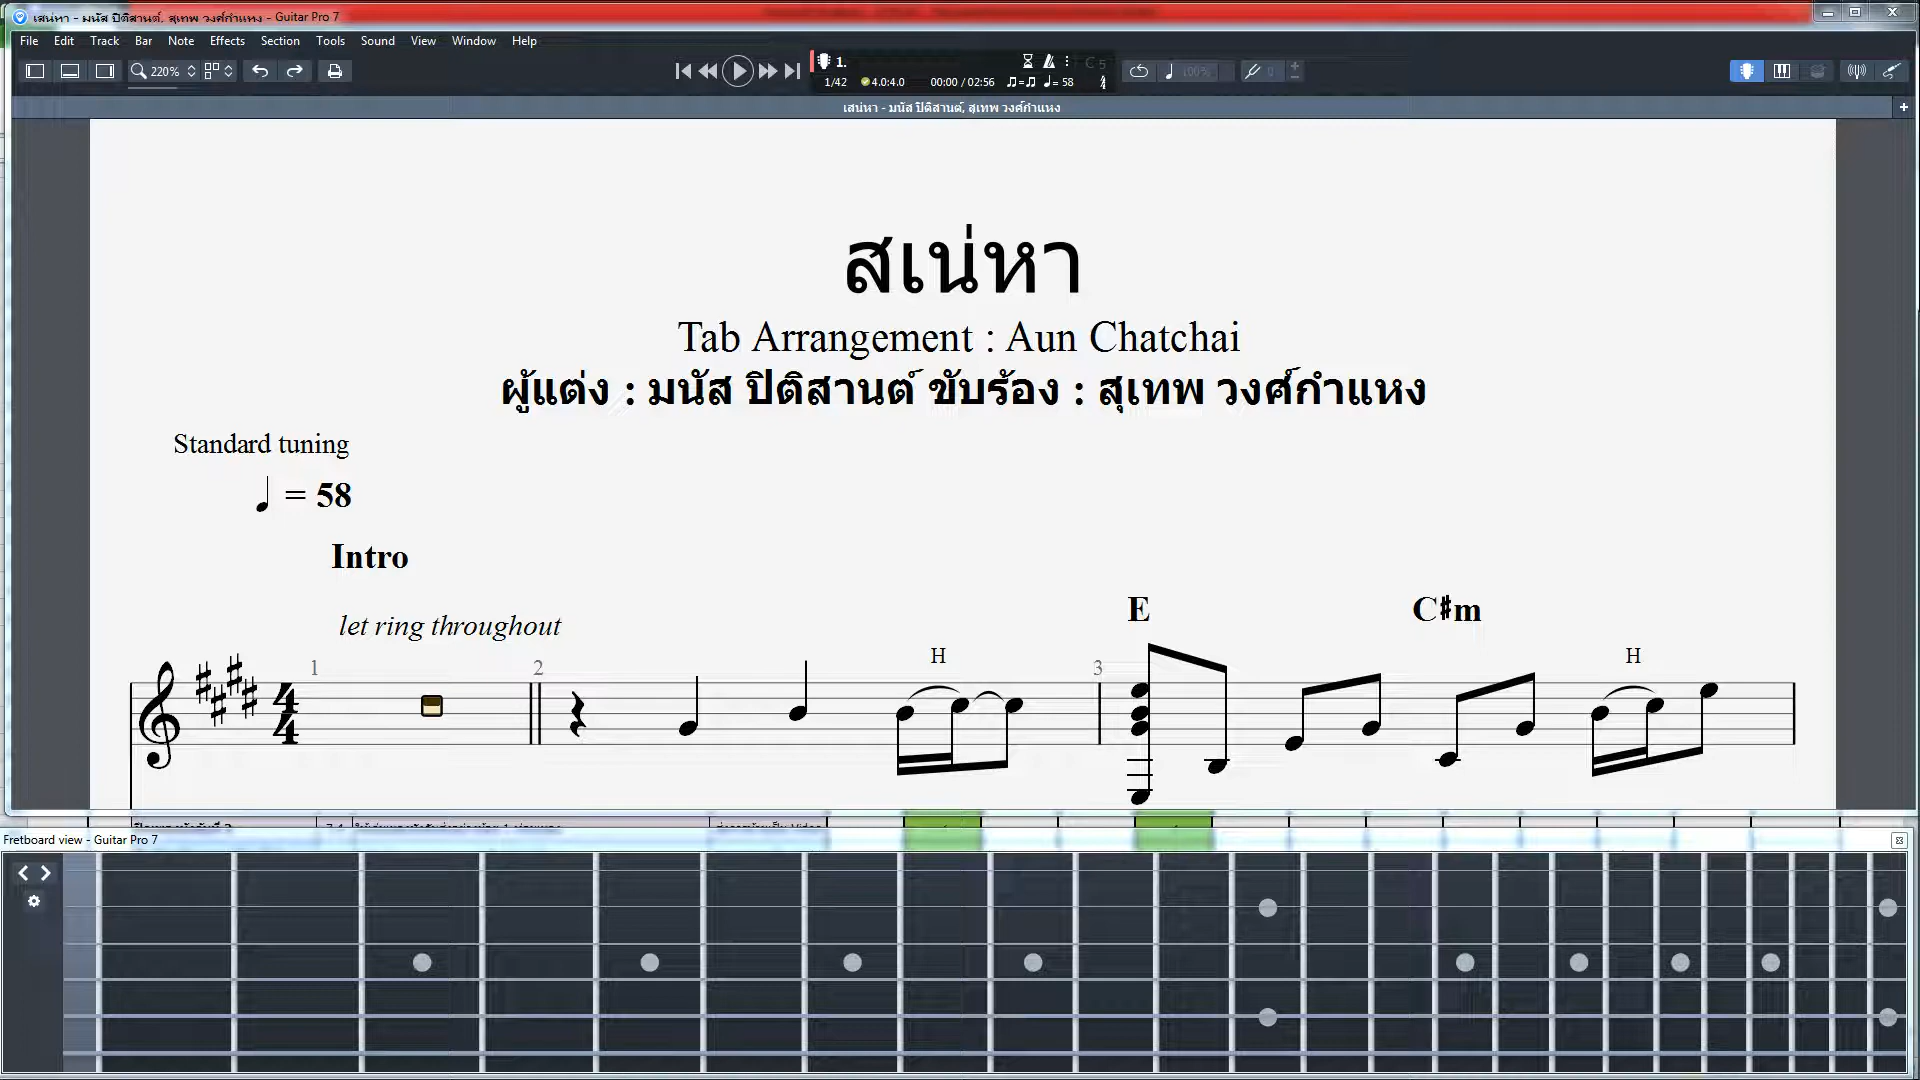 เสน่หา - มนัส ปิติสานต์, สุเทพ วงศ์กำแหง - Guitar Pro 7
File Edit Track Bar Note Effects Section Tools Sound View Window Help
220%
1.
C 5
1/42 4.0:4.0 00:00 / 02:56 = 58
100%
0
เสน่หา - มนัส ปิติสานต์, สุเทพ วงศ์กำแหง
สเน่หา
Tab Arrangement : Aun Chatchai
ผู้แต่ง : มนัส ปิติสานต์ ขับร้อง : สุเทพ วงศ์กำแหง
Standard tuning
= 58
Intro
let ring throughout
E C♯m
1 2 H 3 H
4
4
Fretboard view - Guitar Pro 7